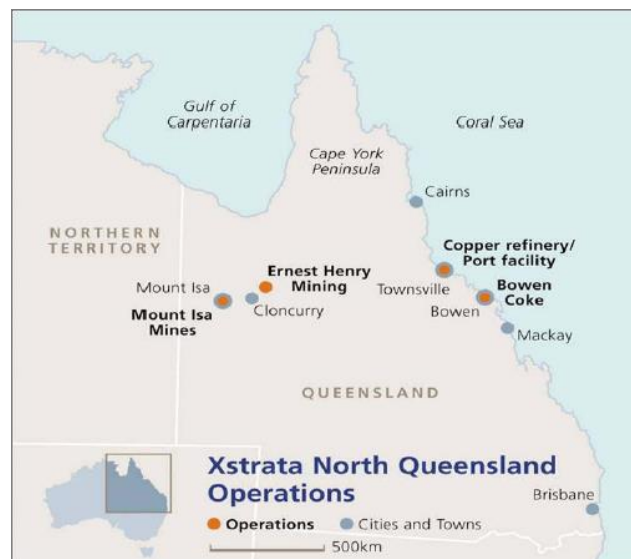 Gulf of
Carpentaria
Coral Sea
Cape York
Peninsula
Cairns
NORTHERN
TERRITORY
Copper refinery/
Port facility
Ernest Henry
Mining
Mount Isa
Townsville
Bowen
Coke
Mount Isa
Mines
Cloncurry
Bowen
Mackay
QUEENSLAND
Xstrata North Queensland
Operations
Brisbane
Operations
Cities and Towns
500km